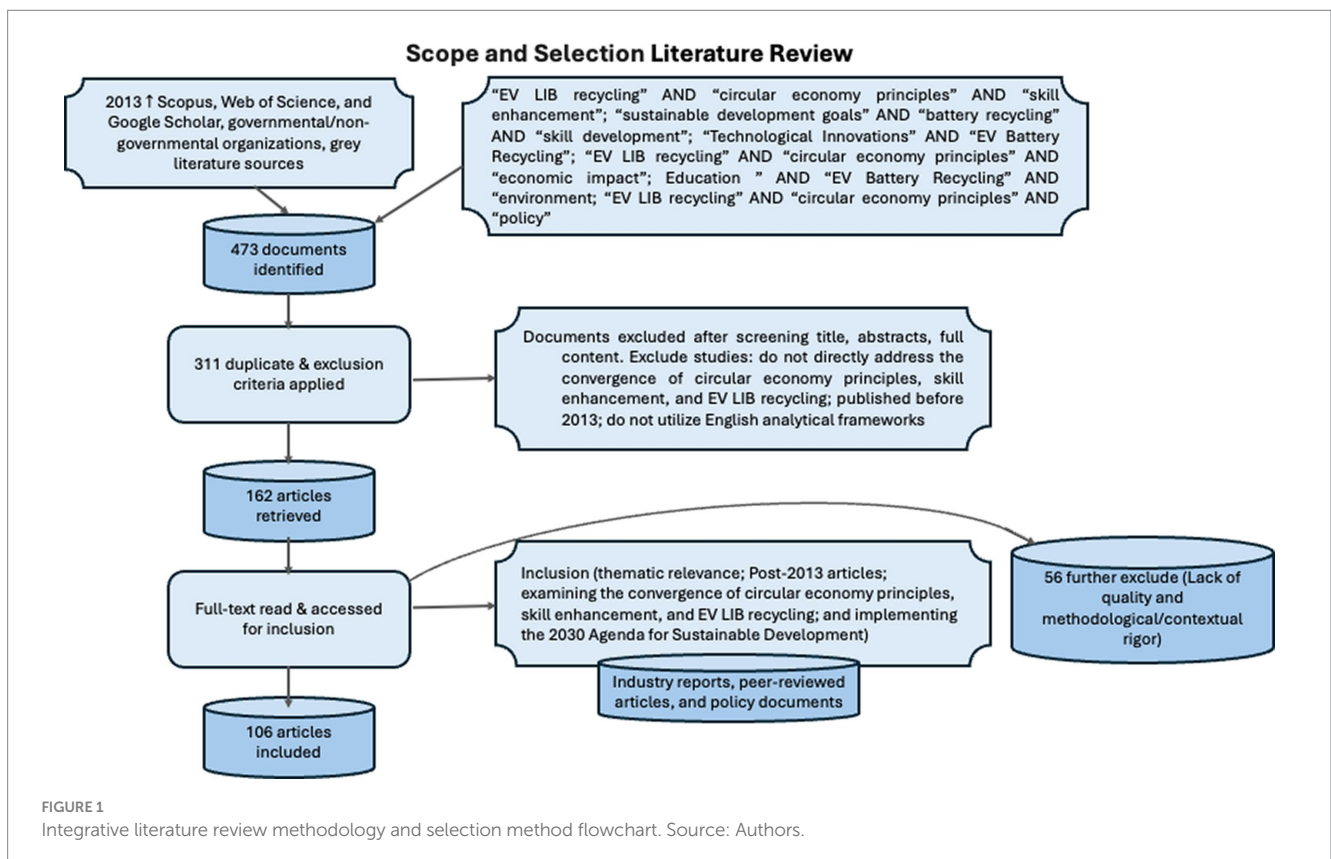 Scope and Selection Literature Review
2013 ↑ Scopus, Web of Science, and
Google Scholar, governmental/non-
governmental organizations, grey
literature sources
“EV LIB recycling” AND “circular economy principles” AND “skill
enhancement”; “sustainable development goals” AND “battery recycling”
AND “skill development”; “Technological Innovations” AND “EV Battery
Recycling”; “EV LIB recycling” AND “circular economy principles” AND
“economic impact”; Education ” AND “EV Battery Recycling” AND
“environment; “EV LIB recycling” AND “circular economy principles” AND
“policy”
473 documents
identified
311 duplicate & exclusion
criteria applied
Documents excluded after screening title, abstracts, full
content. Exclude studies: do not directly address the
convergence of circular economy principles, skill
enhancement, and EV LIB recycling; published before
2013; do not utilize English analytical frameworks
162 articles
retrieved
Full-text read & accessed
for inclusion
Inclusion (thematic relevance; Post-2013 articles;
examining the convergence of circular economy principles,
skill enhancement, and EV LIB recycling; and implementing
the 2030 Agenda for Sustainable Development)
56 further exclude (Lack of
quality and
methodological/contextual
rigor)
Industry reports, peer-reviewed
articles, and policy documents
106 articles
included
FIGURE 1
Integrative literature review methodology and selection method flowchart. Source: Authors.